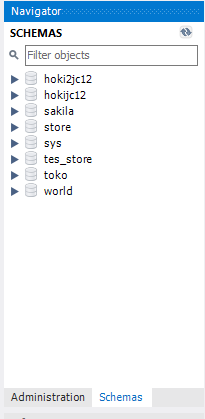 Navigator
SCHEMAS
Filter objects
hoki2jc12
hokijc12
sakila
store
sys
tes_store
toko
world
Administration Schemas